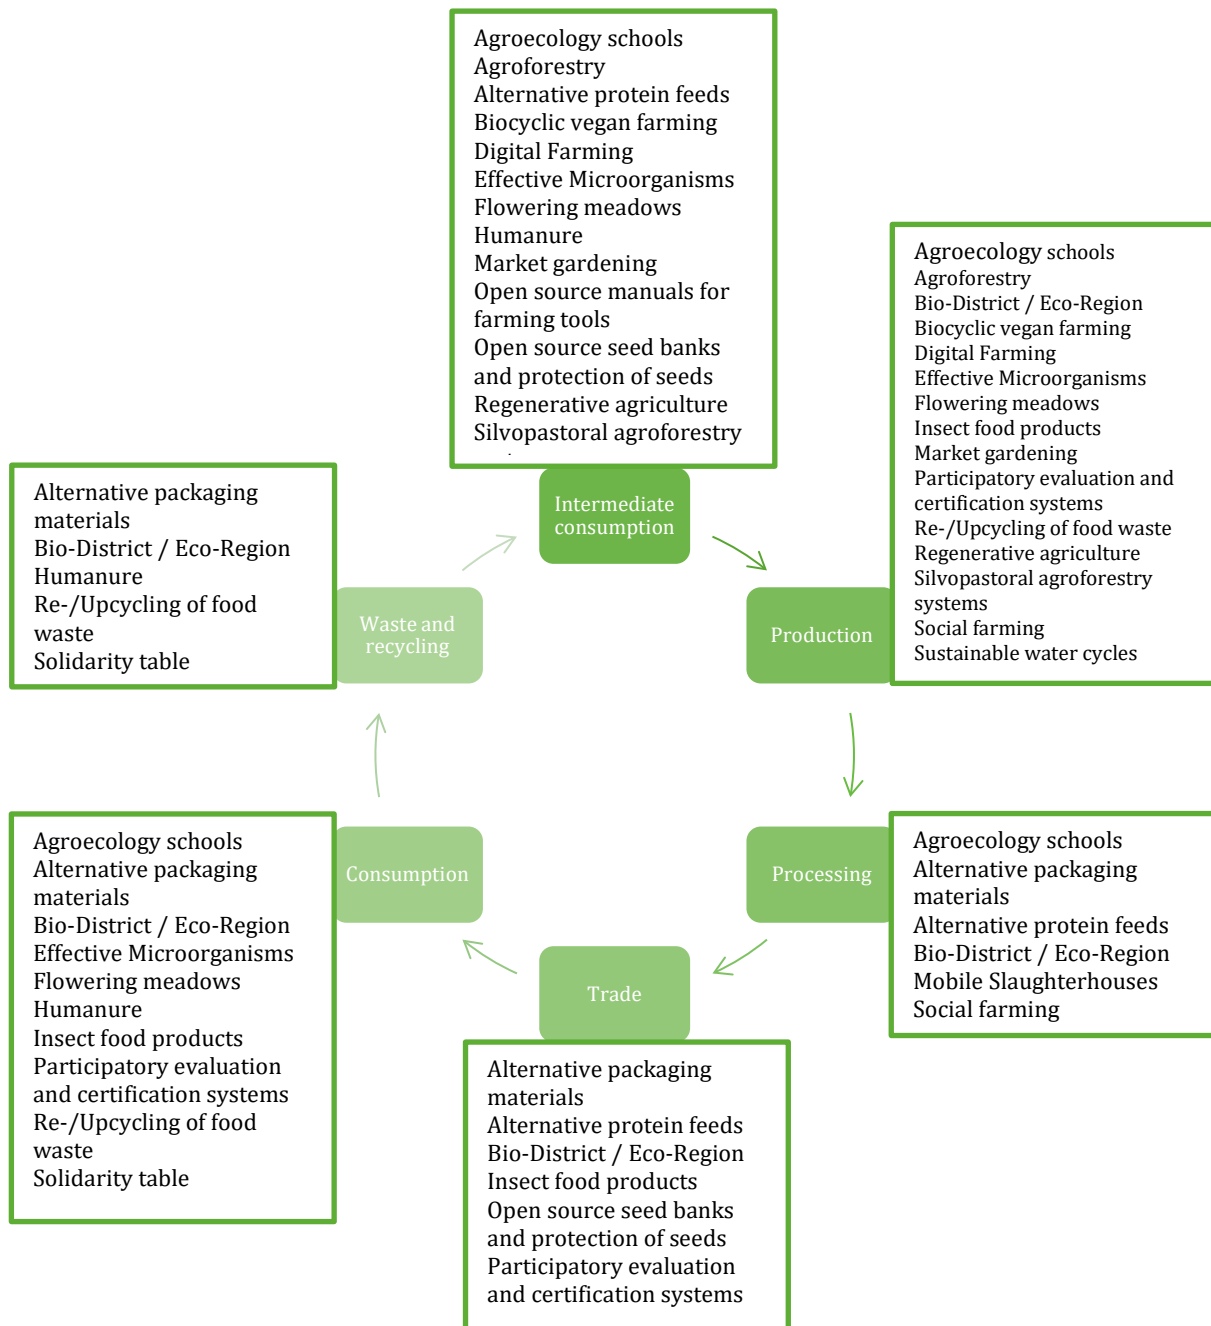 Agroecology schools
Agroforestry
Alternative protein feeds
Biocyclic vegan farming
Digital Farming
Effective Microorganisms
Flowering meadows
Humanure
Market gardening
Open source manuals for
farming tools
Open source seed banks
and protection of seeds
Regenerative agriculture
Silvopastoral agroforestry
Intermediate
consumption
Agroecology schools
Agroforestry
Bio-District / Eco-Region
Biocyclic vegan farming
Digital Farming
Effective Microorganisms
Flowering meadows
Insect food products
Market gardening
Participatory evaluation and
certification systems
Re-/Upcycling of food waste
Regenerative agriculture
Silvopastoral agroforestry
systems
Social farming
Sustainable water cycles
Production
Agroecology schools
Alternative packaging
materials
Alternative protein feeds
Bio-District / Eco-Region
Mobile Slaughterhouses
Social farming
Processing
Trade
Alternative packaging
materials
Alternative protein feeds
Bio-District / Eco-Region
Insect food products
Open source seed banks
and protection of seeds
Participatory evaluation
and certification systems
Agroecology schools
Alternative packaging
materials
Bio-District / Eco-Region
Effective Microorganisms
Flowering meadows
Humanure
Insect food products
Participatory evaluation
and certification systems
Re-/Upcycling of food
waste
Solidarity table
Consumption
Alternative packaging
materials
Bio-District / Eco-Region
Humanure
Re-/Upcycling of food
waste
Solidarity table
Waste and
recycling